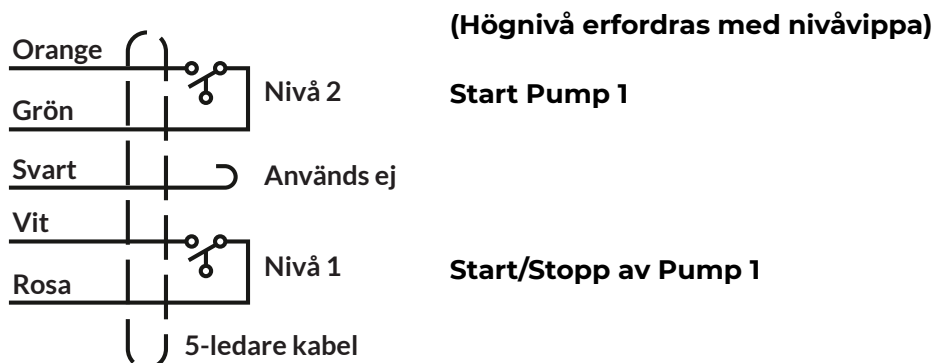 (Högnivå erfordras med nivåvippa)
Orange
Nivå 2
Start Pump 1
Grön
Svart
Används ej
Vit
Nivå 1
Start/Stopp av Pump 1
Rosa
5-ledare kabel